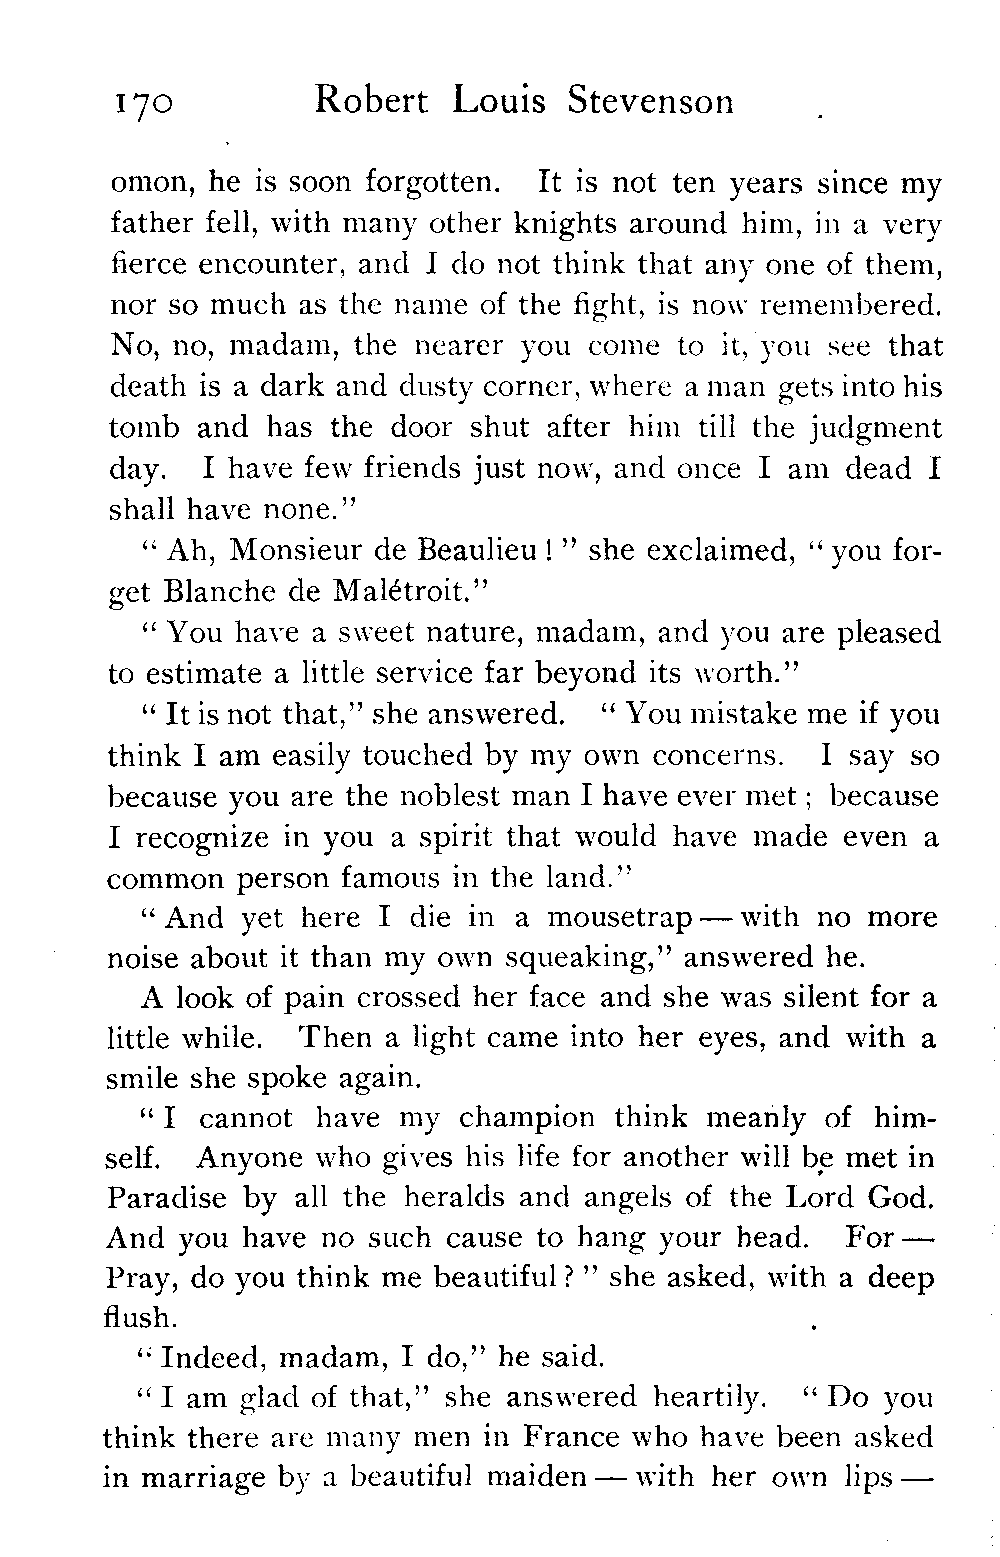 170 Robert Louis Stevenson
omon, he is soon forgotten. It is not ten years since my
father fell, with many other knights around him, in a very
fierce encounter, and I do not think that any one of them,
nor so much as the name of the fight, is now remembered.
No, no, madam, the nearer you come to it, you see that
death is a dark and dusty corner, where a man gets into his
tomb and has the door shut after him till the judgment
day. I have few friends just now, and once I am dead I
shall have none."
"Ah, Monsieur de Beaulieu!" she exclaimed, "you for-
get Blanche de Malétroit."
"You have a sweet nature, madam, and you are pleased
to estimate a little service far beyond its worth."
"It is not that," she answered. "You mistake me if you
think I am easily touched by my own concerns. I say so
because you are the noblest man I have ever met; because
I recognize in you a spirit that would have made even a
common person famous in the land."
"And yet here I die in a mousetrap — with no more
noise about it than my own squeaking," answered he.
A look of pain crossed her face and she was silent for a
little while. Then a light came into her eyes, and with a
smile she spoke again.
"I cannot have my champion think meanly of him-
self. Anyone who gives his life for another will be met in
Paradise by all the heralds and angels of the Lord God.
And you have no such cause to hang your head. For —
Pray, do you think me beautiful?" she asked, with a deep
flush.
"Indeed, madam, I do," he said.
"I am glad of that," she answered heartily. "Do you
think there are many men in France who have been asked
in marriage by a beautiful maiden — with her own lips —